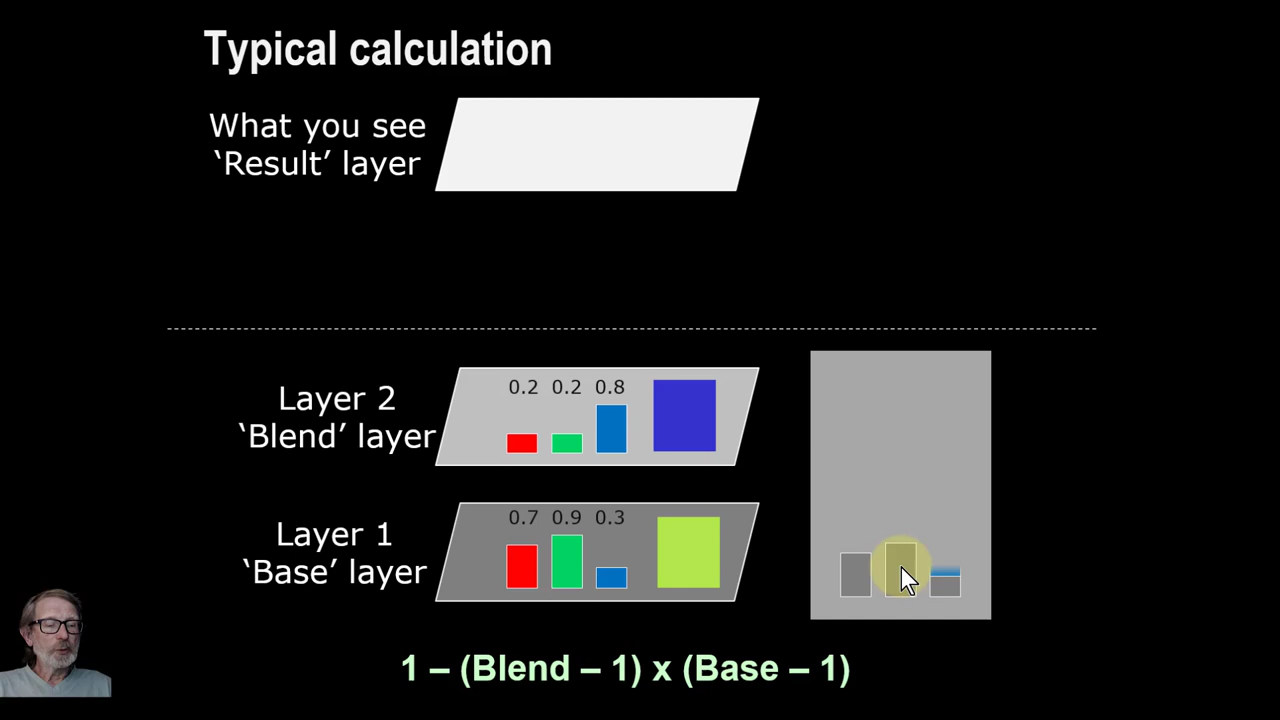 Typical calculation
What you see
‘Result’ layer
Layer 2
‘Blend’ layer
0.2 0.2 0.8
Layer 1
‘Base’ layer
0.7 0.9 0.3
1 – (Blend – 1) x (Base – 1)